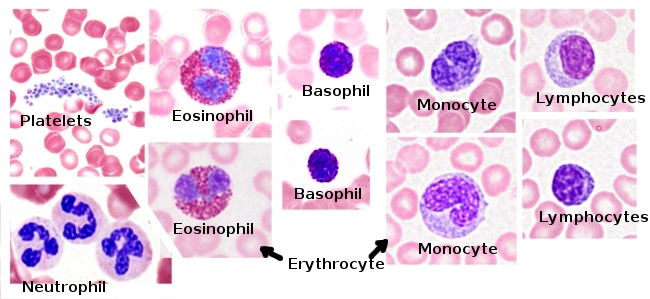 Platelets
Eosinophil
Basophil
Monocyte
Lymphocytes
Eosinophil
Basophil
Monocyte
Lymphocytes
Neutrophil
Erythrocyte